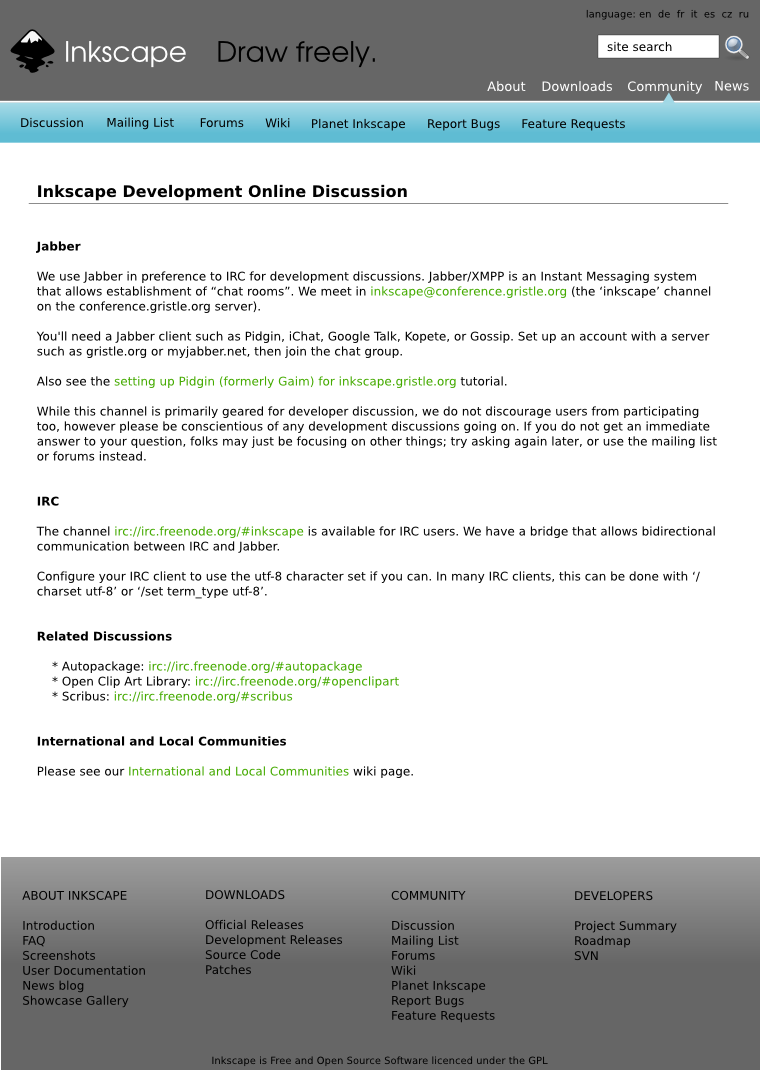 language: en de fr it es cz ru
Inkscape Draw freely.
site search
About Downloads Community News
Discussion Mailing List Forums Wiki Planet Inkscape Report Bugs Feature Requests
Inkscape Development Online Discussion
Jabber
We use Jabber in preference to IRC for development discussions. Jabber/XMPP is an Instant Messaging system
that allows establishment of “chat rooms”. We meet in inkscape@conference.gristle.org (the ‘inkscape’ channel
on the conference.gristle.org server).
You'll need a Jabber client such as Pidgin, iChat, Google Talk, Kopete, or Gossip. Set up an account with a server
such as gristle.org or myjabber.net, then join the chat group.
Also see the setting up Pidgin (formerly Gaim) for inkscape.gristle.org tutorial.
While this channel is primarily geared for developer discussion, we do not discourage users from participating
too, however please be conscientious of any development discussions going on. If you do not get an immediate
answer to your question, folks may just be focusing on other things; try asking again later, or use the mailing list
or forums instead.
IRC
The channel irc://irc.freenode.org/#inkscape is available for IRC users. We have a bridge that allows bidirectional
communication between IRC and Jabber.
Configure your IRC client to use the utf-8 character set if you can. In many IRC clients, this can be done with ‘/
charset utf-8’ or ‘/set term_type utf-8’.
Related Discussions
* Autopackage: irc://irc.freenode.org/#autopackage
* Open Clip Art Library: irc://irc.freenode.org/#openclipart
* Scribus: irc://irc.freenode.org/#scribus
International and Local Communities
Please see our International and Local Communities wiki page.
ABOUT INKSCAPE
Introduction
FAQ
Screenshots
User Documentation
News blog
Showcase Gallery
DOWNLOADS
Official Releases
Development Releases
Source Code
Patches
COMMUNITY
Discussion
Mailing List
Forums
Wiki
Planet Inkscape
Report Bugs
Feature Requests
DEVELOPERS
Project Summary
Roadmap
SVN
Inkscape is Free and Open Source Software licenced under the GPL